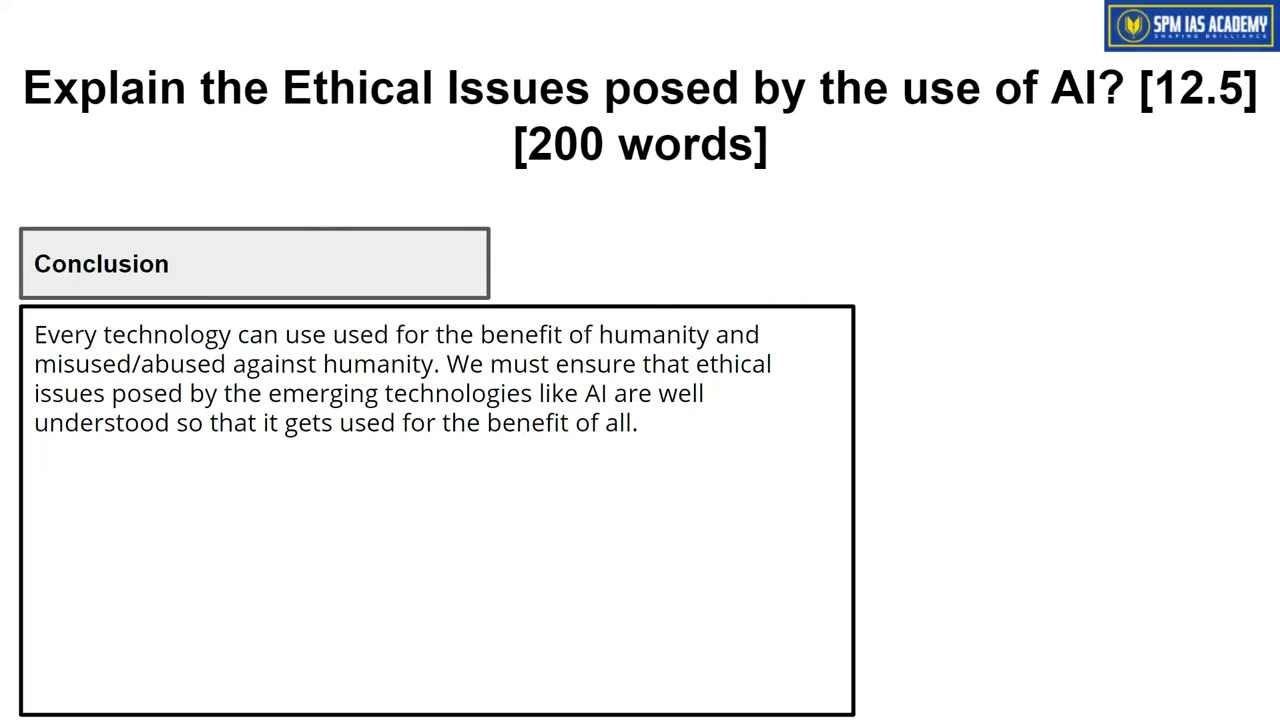 SPM IAS ACADEMY
SHAPING BRILLIANCE
Explain the Ethical Issues posed by the use of AI? [12.5]
[200 words]
Conclusion
Every technology can use used for the benefit of humanity and
misused/abused against humanity. We must ensure that ethical
issues posed by the emerging technologies like AI are well
understood so that it gets used for the benefit of all.